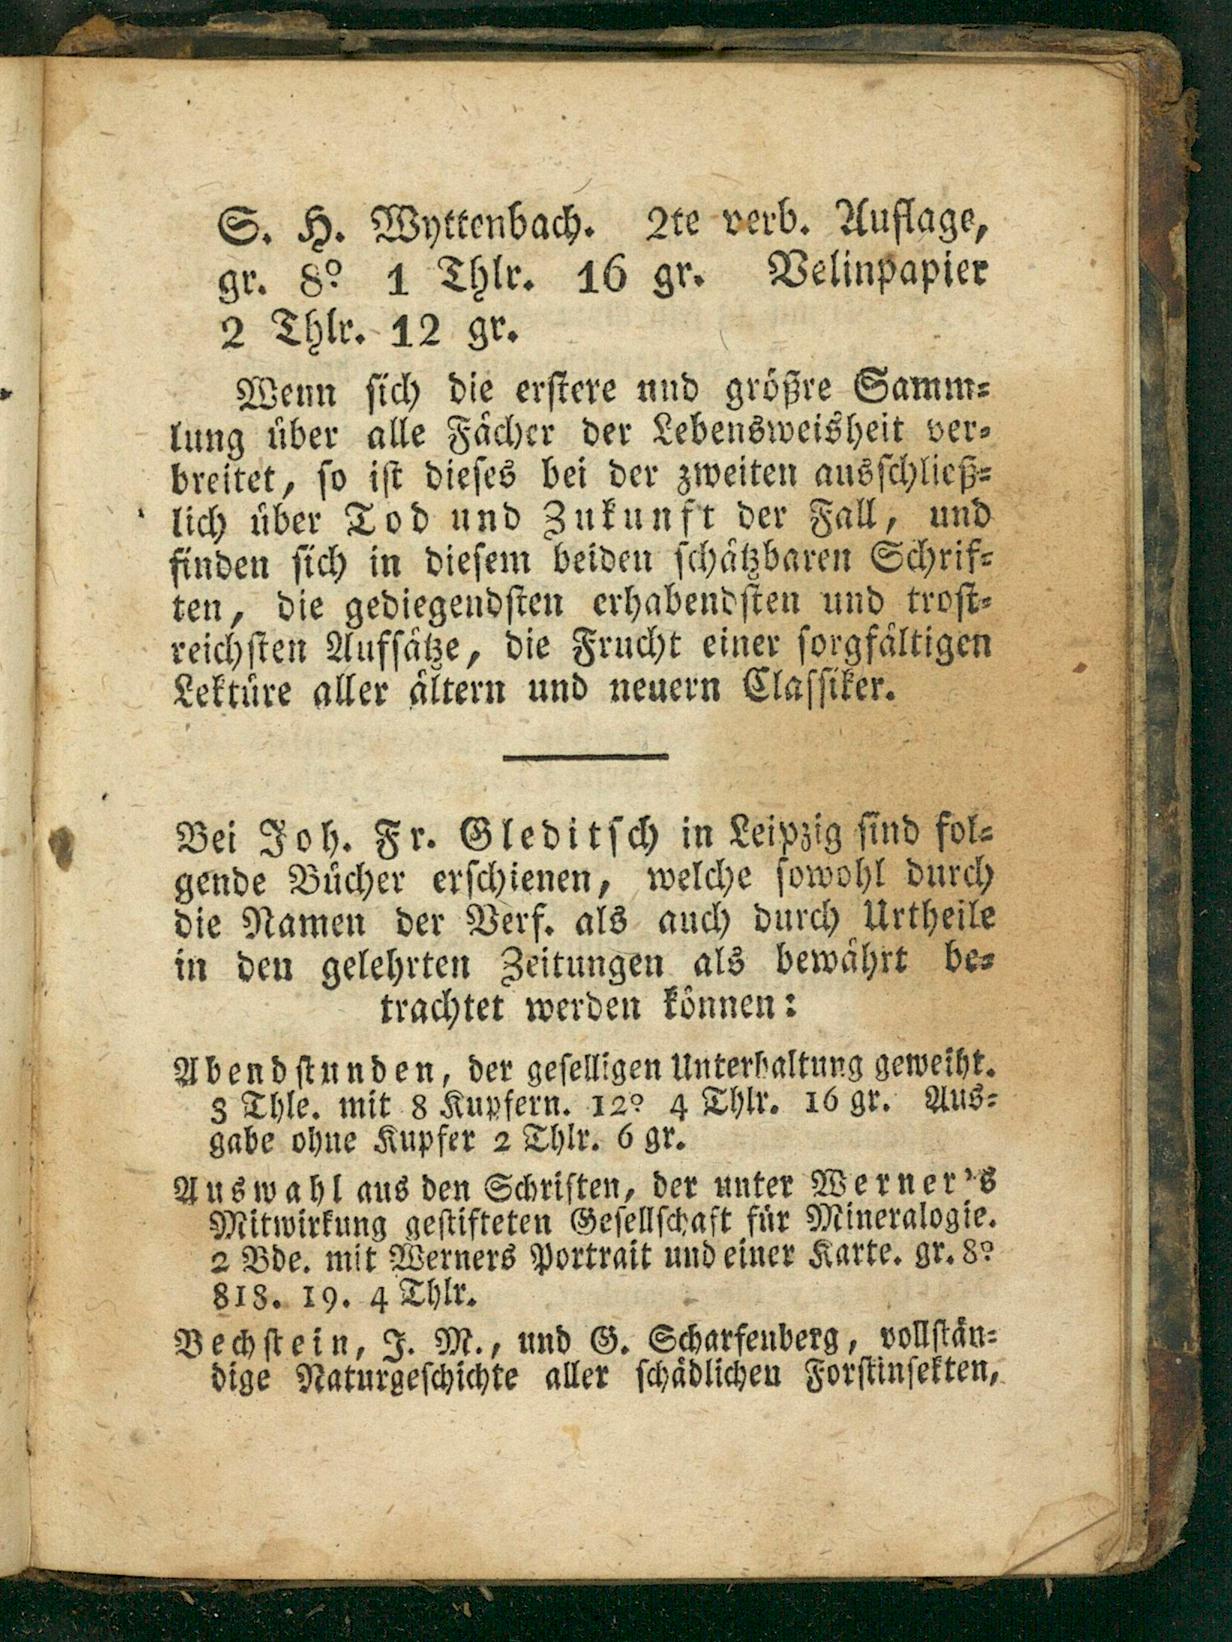 S. H. Wyttenbach. 2te verb. Auflage,
gr. 8º 1 Thlr. 16 gr. Velinpapier
2 Thlr. 12 gr.
Wenn sich die erstere und größre Samm-
lung über alle Fächer der Lebensweisheit ver-
breitet, so ist dieses bei der zweiten ausschließ-
lich über Tod und Zukunft der Fall, und
finden sich in diesem beiden schätzbaren Schrif-
ten, die gediegendsten erhabendsten und trost-
reichsten Aufsätze, die Frucht einer sorgfältigen
Lektüre aller ältern und neuern Classiker.
Bei Joh. Fr. Gleditsch in Leipzig sind fol-
gende Bücher erschienen, welche sowohl durch
die Namen der Verf. als auch durch Urtheile
in den gelehrten Zeitungen als bewährt be-
trachtet werden können:
Abendstunden, der geselligen Unterhaltung geweiht.
3 Thle. mit 8 Kupfern. 12º 4 Thlr. 16 gr. Aus-
gabe ohne Kupfer 2 Thlr. 6 gr.
Auswahl aus den Schriften, der unter Werner's
Mitwirkung gestifteten Gesellschaft für Mineralogie.
2 Bde. mit Werners Portrait und einer Karte. gr. 8º
818. 19. 4 Thlr.
Bechstein, J. M., und G. Scharfenberg, vollstän-
dige Naturgeschichte aller schädlichen Forstinsekten,